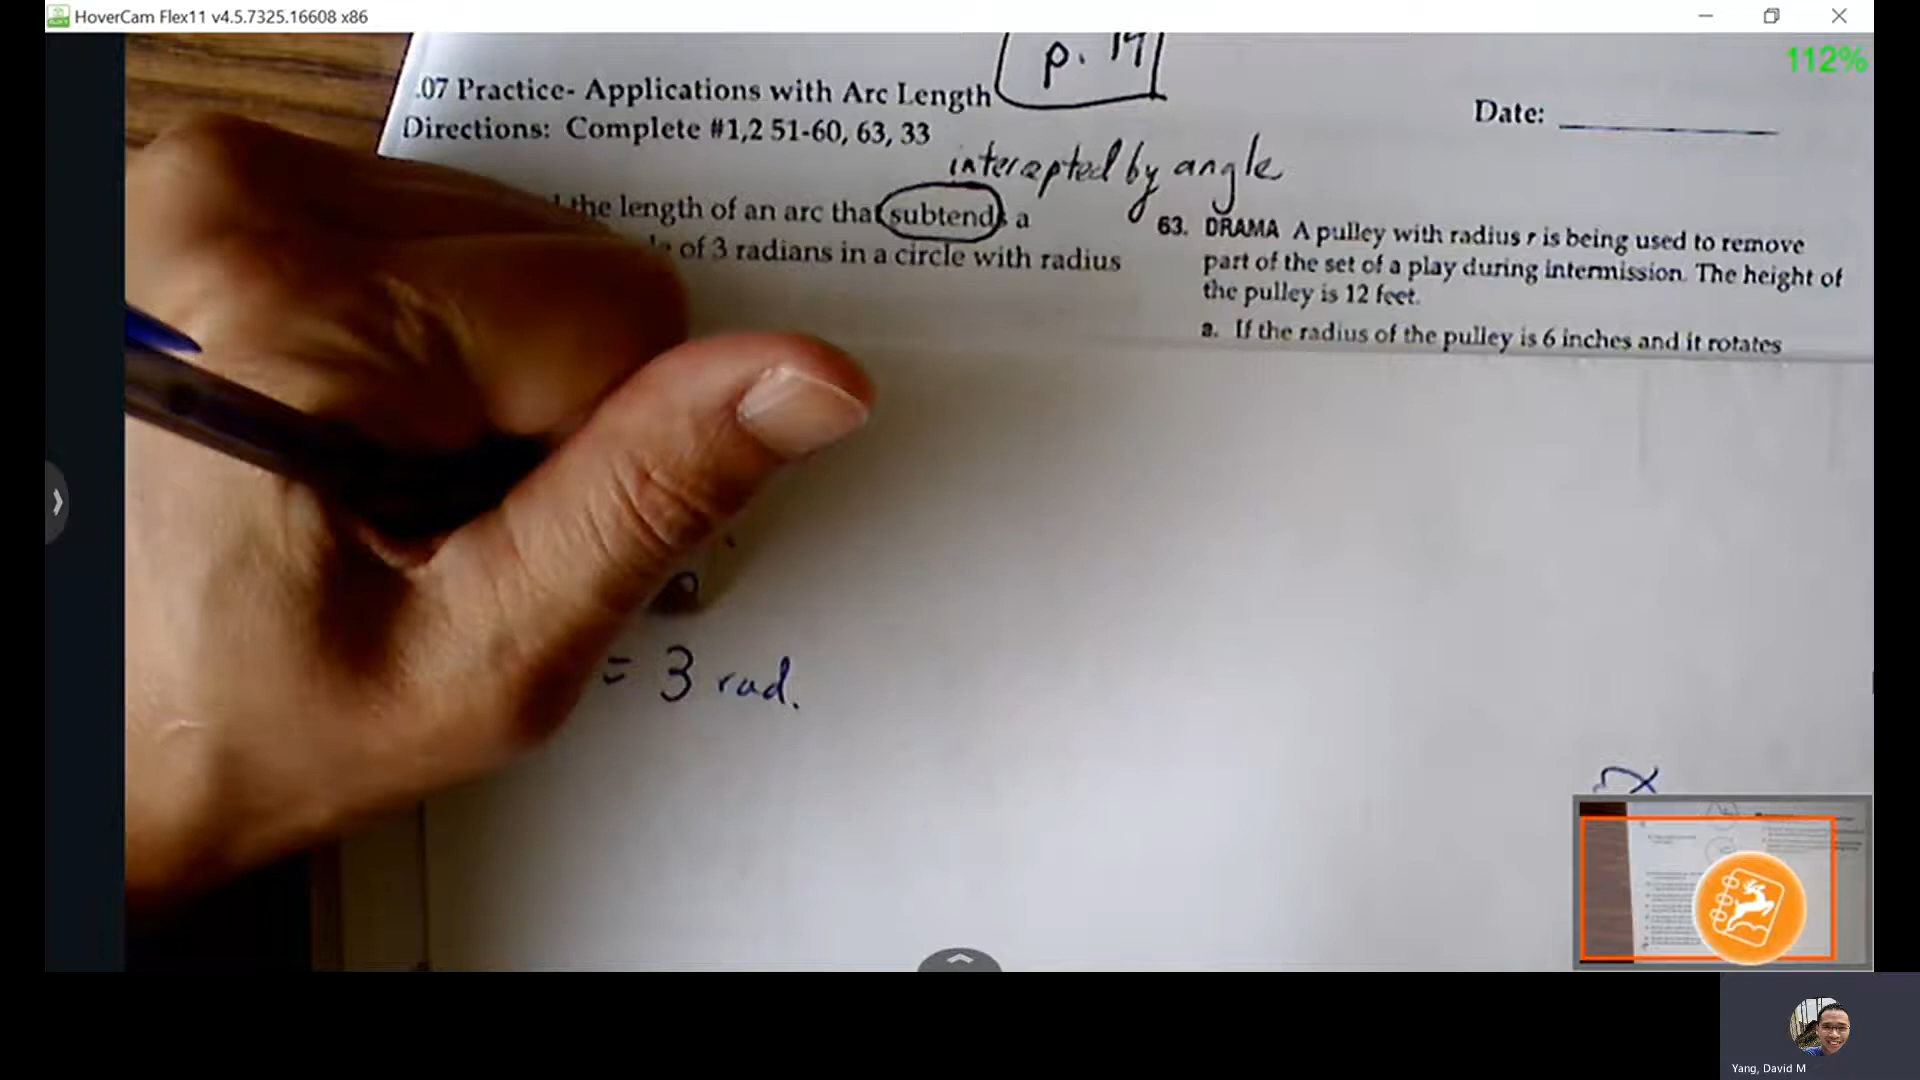 HoverCam Flex11 v4.5.7325.16608 x86
112%
p. 19
.07 Practice- Applications with Arc Length
Date:
Directions: Complete #1,2 51-60, 63, 33
intercepted by angle
the length of an arc that subtends a
of 3 radians in a circle with radius
63. DRAMA A pulley with radius r is being used to remove
part of the set of a play during intermission. The height of
the pulley is 12 feet.
a. If the radius of the pulley is 6 inches and it rotates
= 3 rad.
Yang, David M